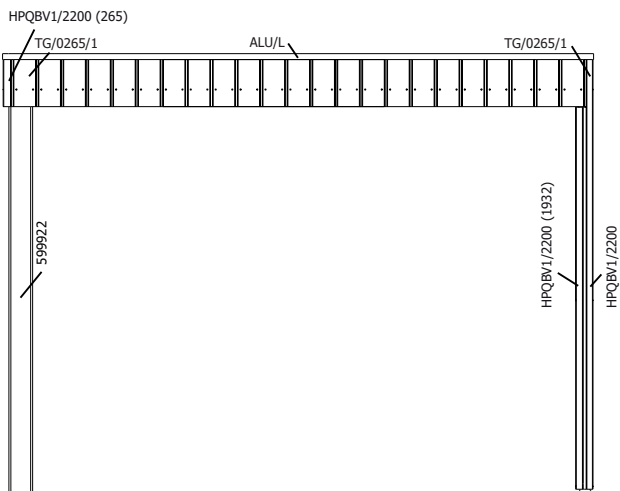 HPQBV1/2200 (265)
TG/0265/1
ALU/L
TG/0265/1
599922
HPQBV1/2200 (1932)
HPQBV1/2200